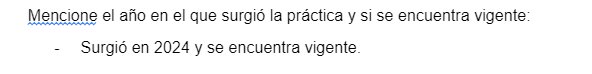 Mencione el año en el que surgió la práctica y si se encuentra vigente:
- Surgió en 2024 y se encuentra vigente.